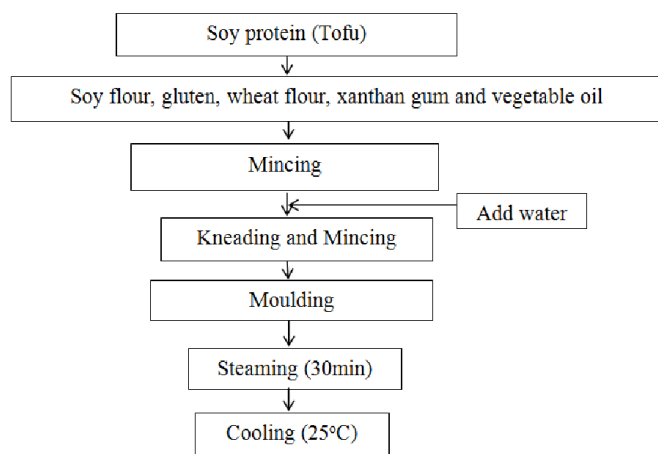 Soy protein (Tofu)
Soy flour, gluten, wheat flour, xanthan gum and vegetable oil
Mincing
Add water
Kneading and Mincing
Moulding
Steaming (30min)
Cooling (25°C)